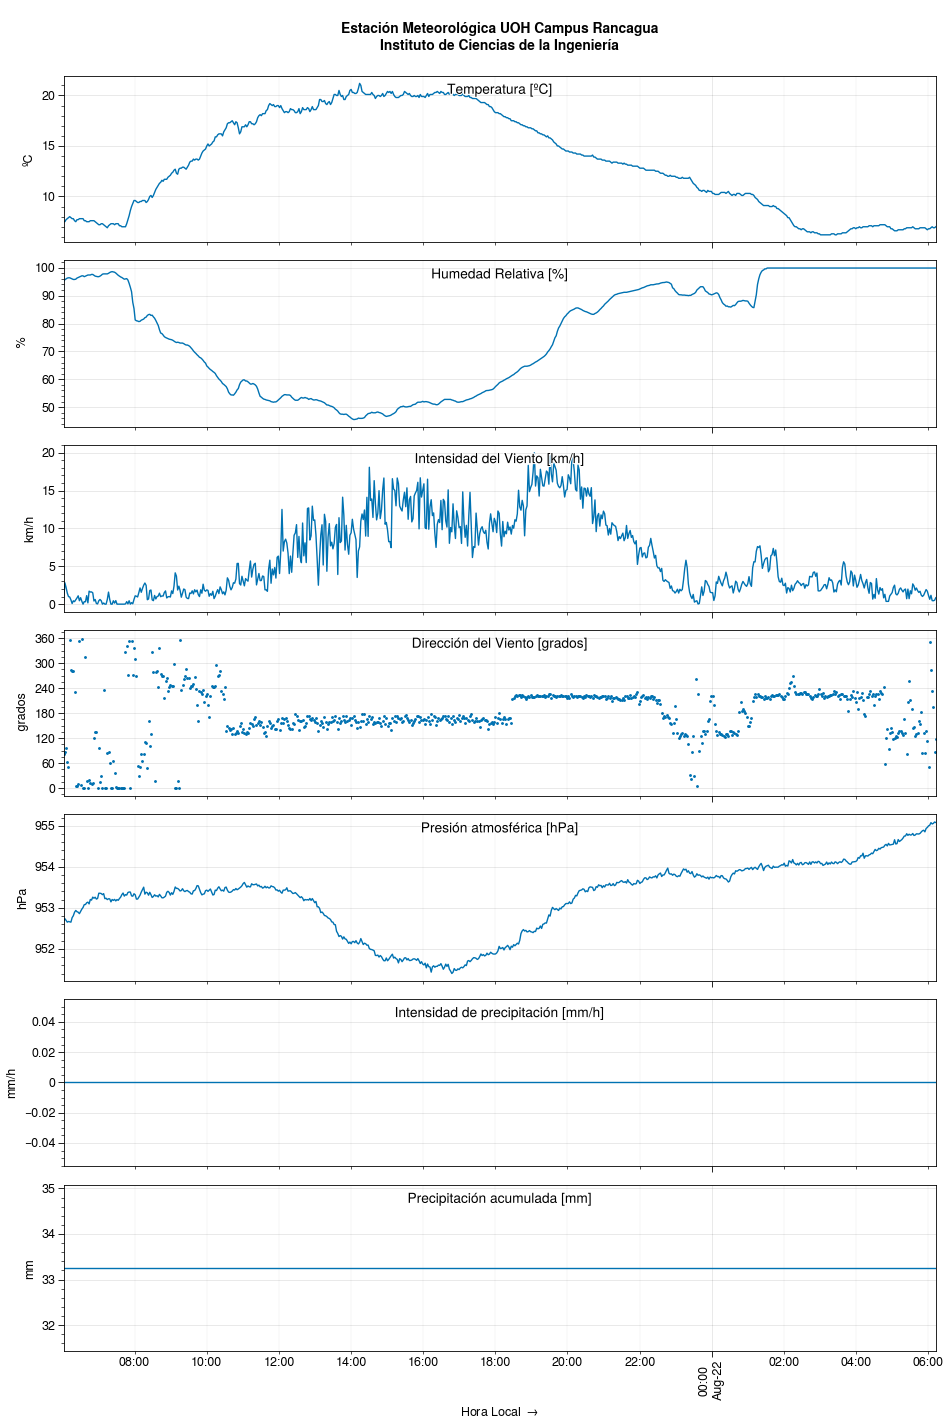 Estación Meteorológica UOH Campus Rancagua
Instituto de Ciencias de la Ingeniería
Temperatura [ºC]
ºC
20
15
10
Humedad Relativa [%]
%
100
90
80
70
60
50
Intensidad del Viento [km/h]
km/h
20
15
10
5
0
Dirección del Viento [grados]
grados
360
300
240
180
120
60
0
Presión atmosférica [hPa]
hPa
955
954
953
952
Intensidad de precipitación [mm/h]
mm/h
0.04
0.02
0
−0.02
−0.04
Precipitación acumulada [mm]
mm
35
34
33
32
08:00 10:00 12:00 14:00 16:00 18:00 20:00 22:00 00:00 02:00 04:00 06:00
Aug-22
Hora Local →